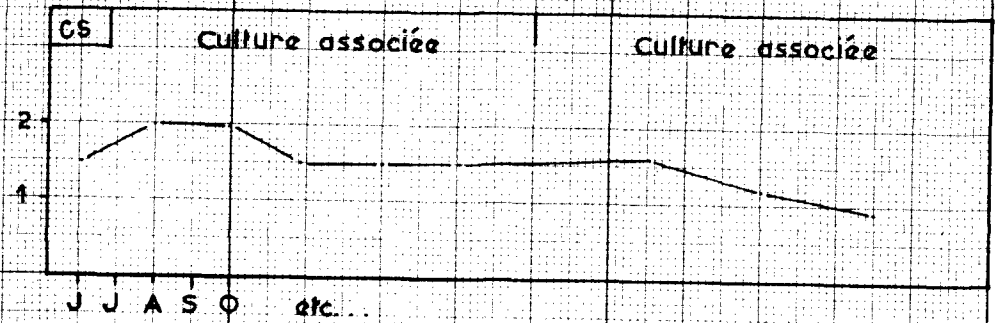 CS
Culture associée
Culture associée
2
1
J J A S O etc...